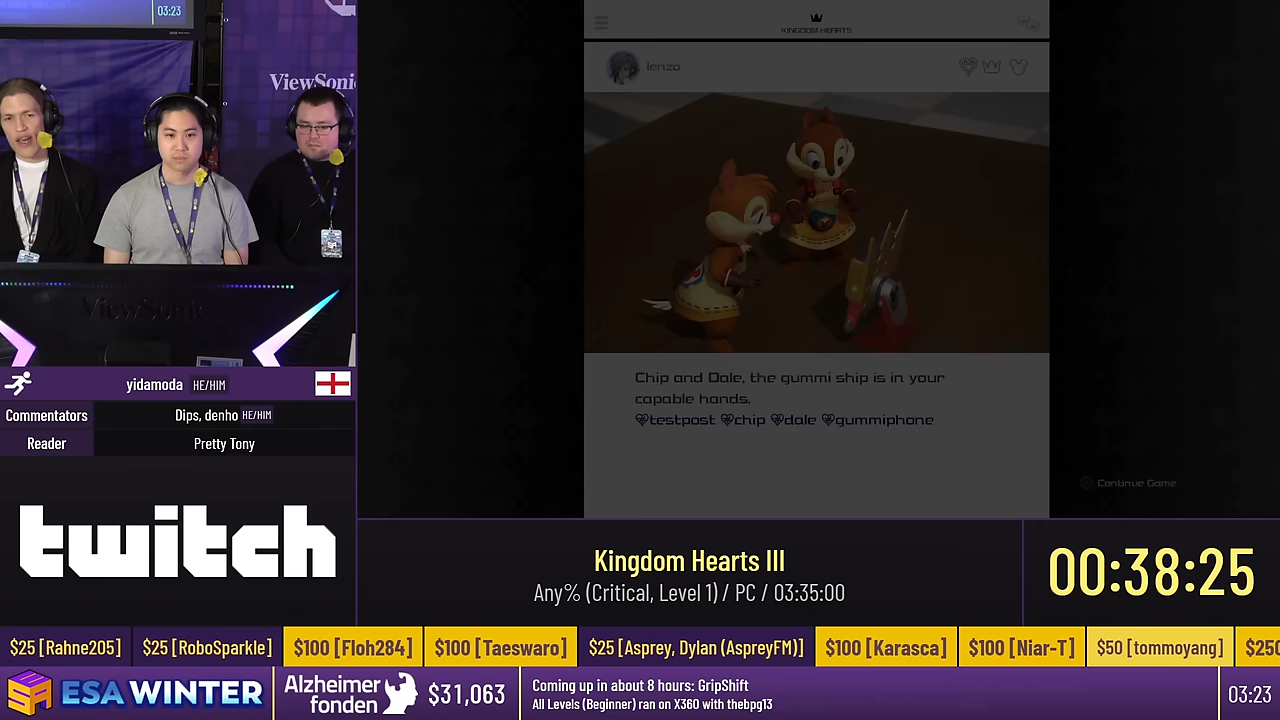 03:23
ViewSonic
ViewSonic
yidamoda HE/HIM
Commentators Dips, denho HE/HIM
Reader Pretty Tony
twitch
KINGDOM HEARTS
Ienzo
Chip and Dale, the gummi ship is in your
capable hands.
testpost chip dale gummiphone
Continue Game
Kingdom Hearts III
Any% (Critical, Level 1) / PC / 03:35:00
00:38:25
$25 [Rahne205] $25 [RoboSparkle] $100 [Floh284] $100 [Taeswaro] $25 [Asprey, Dylan (AspreyFM)] $100 [Karasca] $100 [Niar-T] $50 [tommoyang] $250
ESA WINTER
Alzheimer
fonden
$31,063
Coming up in about 8 hours: GripShift
All Levels (Beginner) ran on X360 with thebpg13
03:23